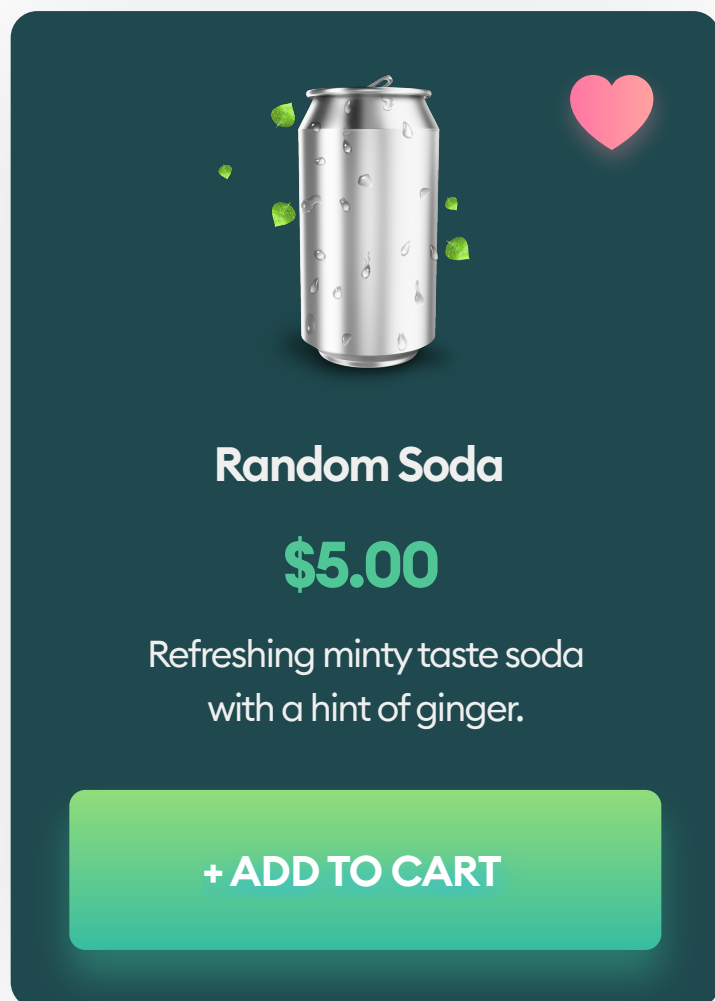 Random Soda
$5.00
Refreshing minty taste soda
with a hint of ginger.
+ ADD TO CART